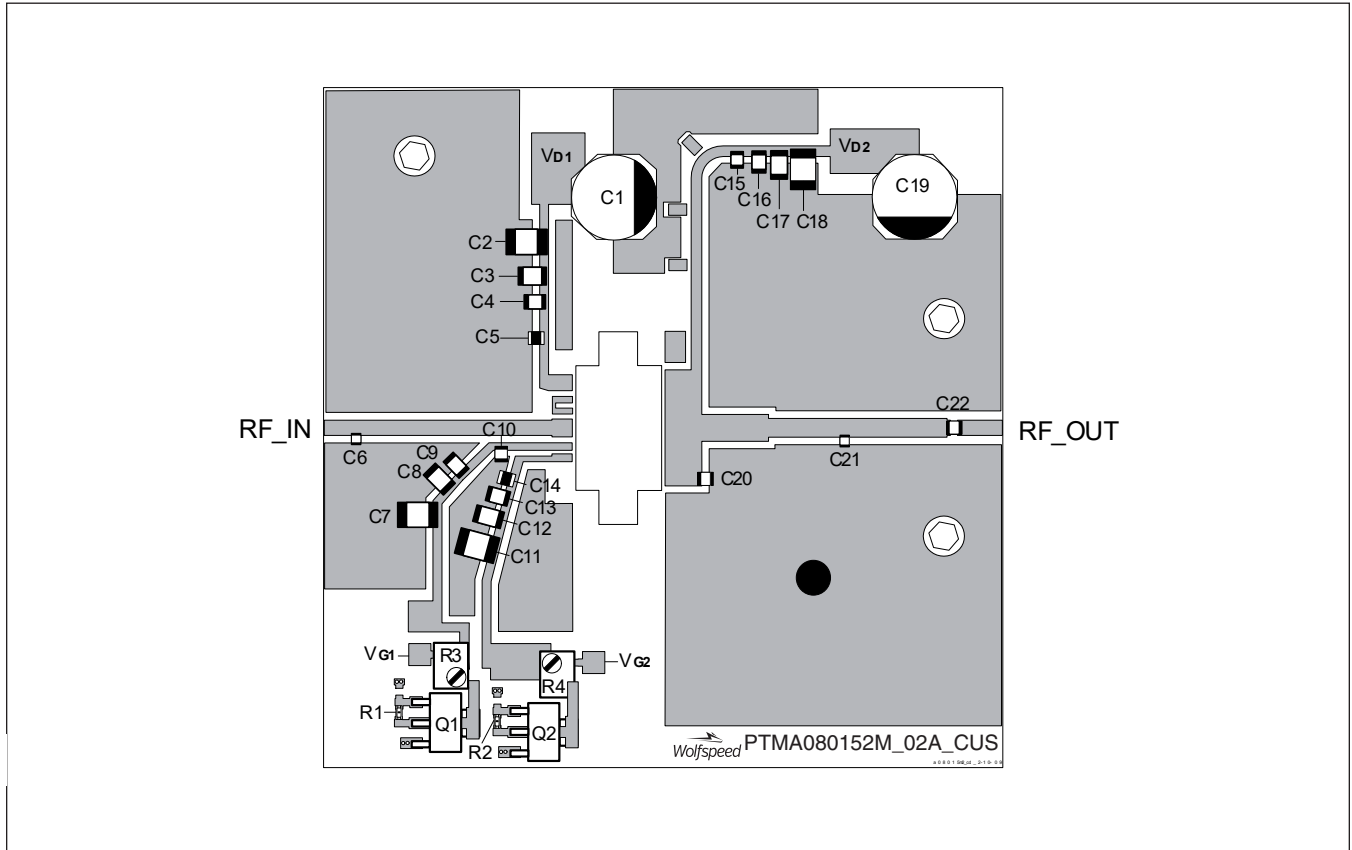 VD1
VD2
C1
C19
C15
C16
C17
C18
C2
C3
C4
C5
RF_IN
C6
C10
C22
RF_OUT
C21
C9
C8
C7
C14
C13
C12
C11
C20
VG1
R3
R4
VG2
R1
Q1
R2
Q2
Wolfspeed PTMA080152M_02A_CUS